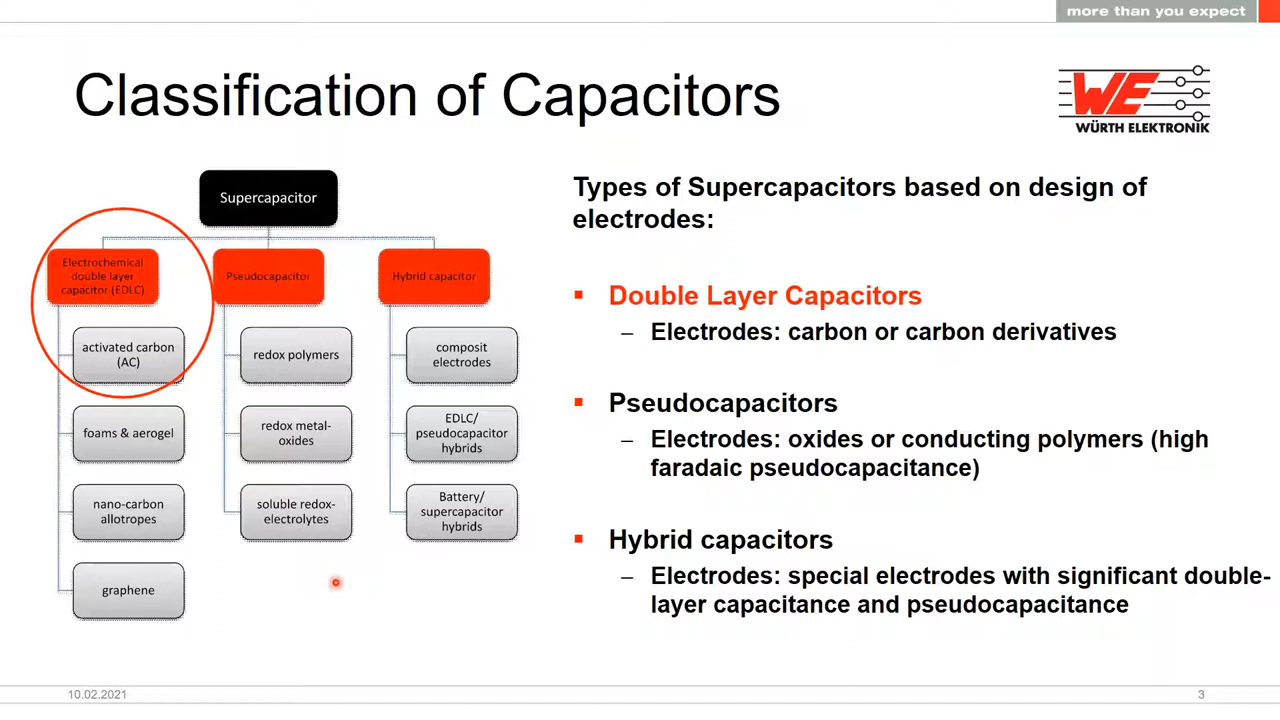 more than you expect
Classification of Capacitors
WE
WÜRTH ELEKTRONIK
Supercapacitor
Electrochemical
double layer
capacitor (EDLC)
activated carbon
(AC)
foams & aerogel
nano-carbon
allotropes
graphene
Pseudocapacitor
redox polymers
redox metal-
oxides
soluble redox-
electrolytes
Hybrid capacitor
composit
electrodes
EDLC/
pseudocapacitor
hybrids
Battery/
supercapacitor
hybrids
Types of Supercapacitors based on design of
electrodes:
▪ Double Layer Capacitors
– Electrodes: carbon or carbon derivatives
▪ Pseudocapacitors
– Electrodes: oxides or conducting polymers (high
faradaic pseudocapacitance)
▪ Hybrid capacitors
– Electrodes: special electrodes with significant double-
layer capacitance and pseudocapacitance
10.02.2021
3